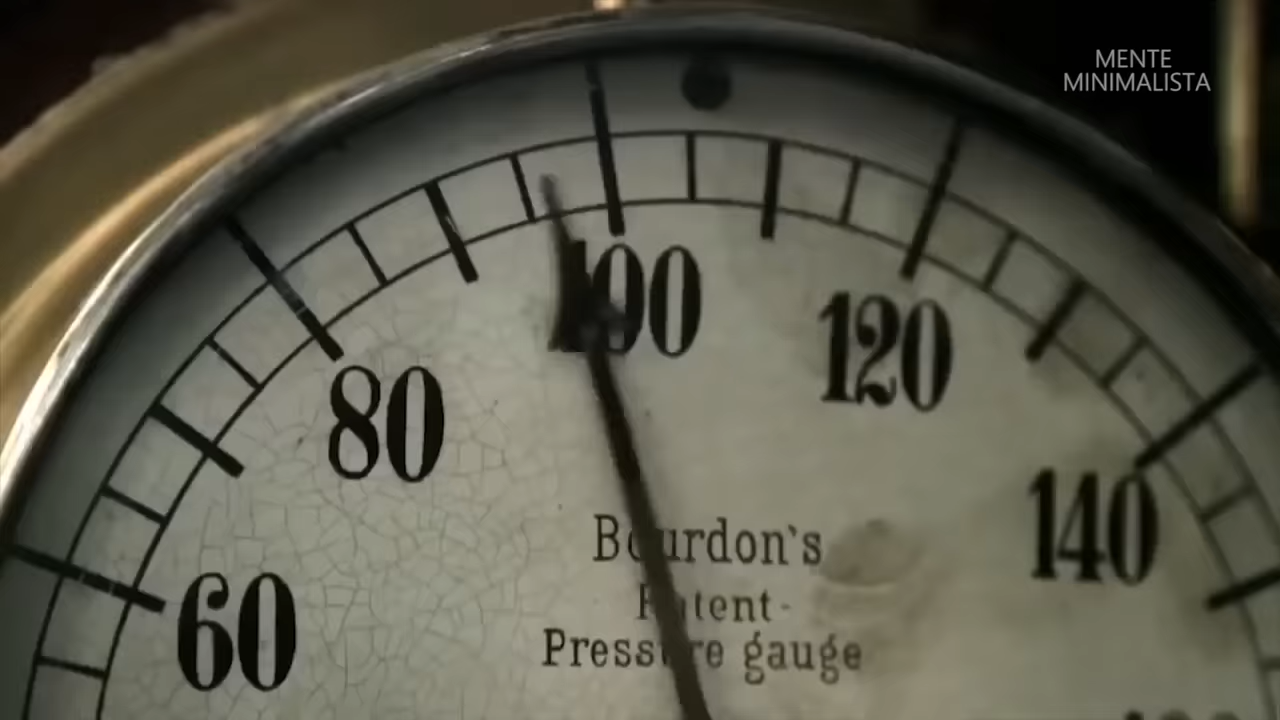 MENTE
MINIMALISTA
100
120
80
140
60
Bourdon's
Patent-
Pressure gauge